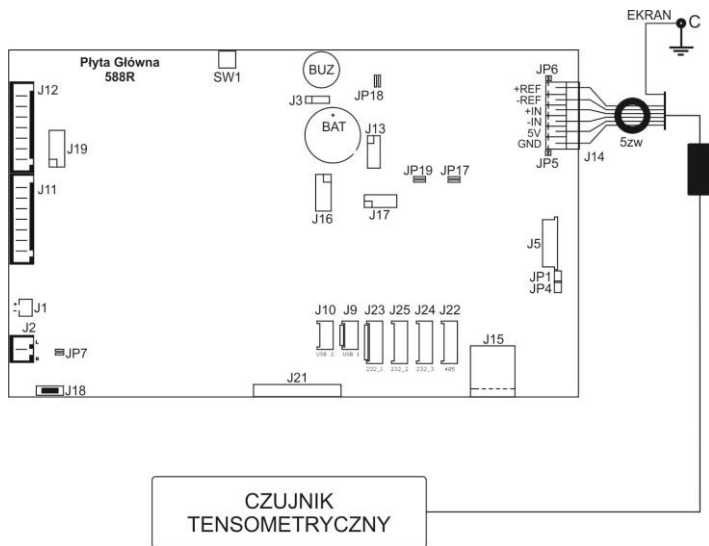 EKRAN
C
Płyta Główna
588R
SW1
BUZ
JP18
J3
+
BAT
J13
J12
J19
J11
J16
J17
JP19
JP17
JP6
+REF
-REF
+IN
-IN
5V
GND
JP5
J14
5zw
J5
JP1
JP4
+
-
J1
J2
L
N
JP7
J18
J10
J9
J23
J25
J24
J22
USB 2
USB 1
232_1
232_2
232_3
485
J15
J21
CZUJNIK
TENSOMETRYCZNY